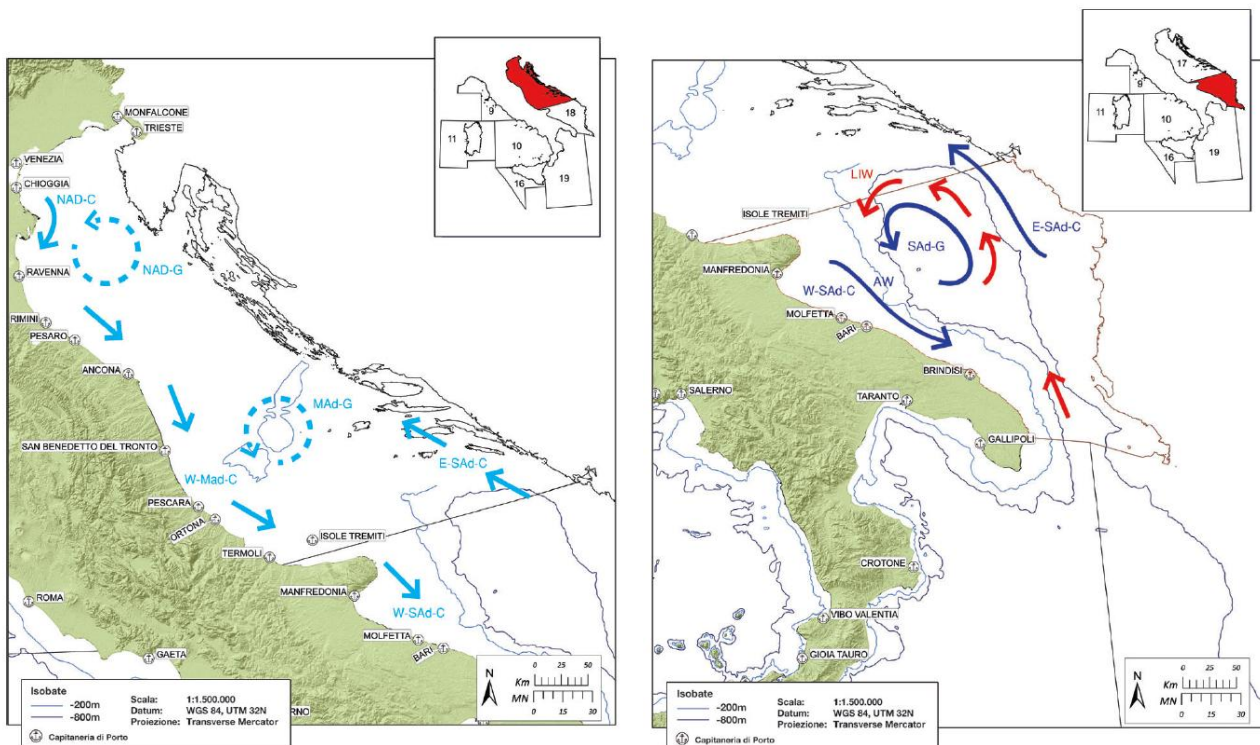 9
18
11
10
16
19
MONFALCONE
TRIESTE
VENEZIA
CHIOGGIA
NAD-C
NAD-G
RAVENNA
RIMINI
PESARO
ANCONA
MAd-G
SAN BENEDETTO DEL TRONTO
E-SAd-C
W-Mad-C
PESCARA
ORTONA
ISOLE TREMITI
TERMOLI
MANFREDONIA
ROMA
W-SAd-C
MOLFETTA
BARI
GAETA
N
0 25 50
Km
MN
0 15 30
Isobate
-200m
-800m
Scala: 1:1.500.000
Datum: WGS 84, UTM 32N
Proiezione: Transverse Mercator
Capitaneria di Porto
ERNO
17
9
11
10
16
19
LIW
ISOLE TREMITI
E-SAd-C
SAd-G
MANFREDONIA
W-SAd-C
AW
MOLFETTA
BARI
BRINDISI
SALERNO
TARANTO
GALLIPOLI
CROTONE
VIBO VALENTIA
GIOIA TAURO
N
0 25 50
Km
MN
0 15 30
Isobate
-200m
-800m
Scala: 1:1.500.000
Datum: WGS 84, UTM 32N
Proiezione: Transverse Mercator
Capitaneria di Porto